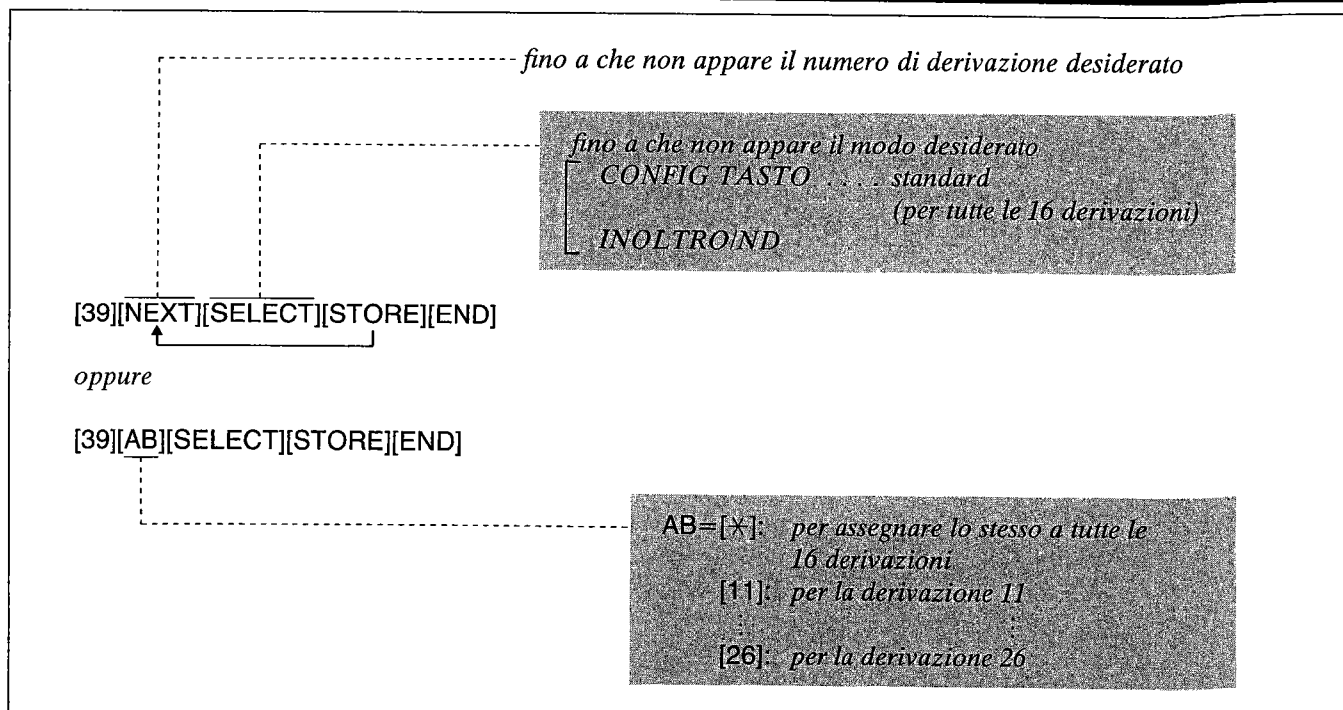 fino a che non appare il numero di derivazione desiderato
fino a che non appare il modo desiderato
CONFIG TASTO . . . . standard
(per tutte le 16 derivazioni)
INOLTRO/ND
[39][NEXT][SELECT][STORE][END]
oppure
[39][AB][SELECT][STORE][END]
AB=[✕]: per assegnare lo stesso a tutte le
16 derivazioni
[11]: per la derivazione 11
[26]: per la derivazione 26